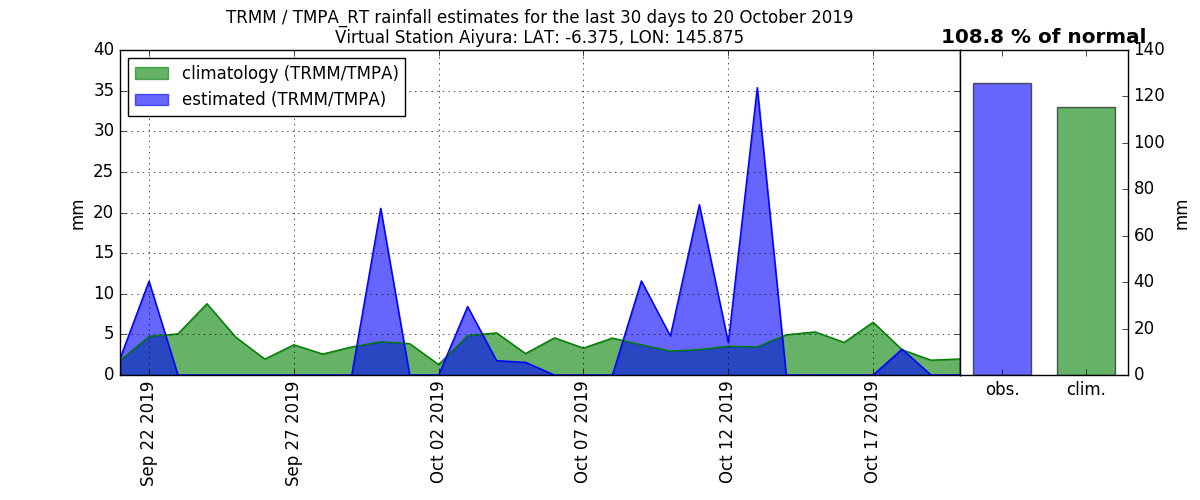 TRMM / TMPA_RT rainfall estimates for the last 30 days to 20 October 2019
Virtual Station Aiyura: LAT: -6.375, LON: 145.875
108.8 % of normal
climatology (TRMM/TMPA)
estimated (TRMM/TMPA)
40
35
30
25
20
15
10
5
0
mm
Sep 22 2019
Sep 27 2019
Oct 02 2019
Oct 07 2019
Oct 12 2019
Oct 17 2019
obs.
clim.
140
120
100
80
60
40
20
0
mm